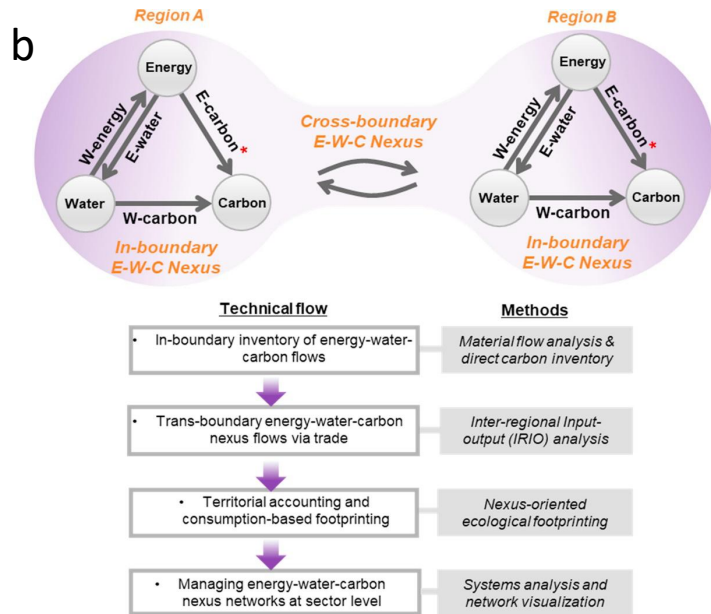 b
Region A
Energy
W-energy
E-water
E-carbon*
Water
W-carbon
Carbon
In-boundary
E-W-C Nexus
Cross-boundary
E-W-C Nexus
Region B
Energy
W-energy
E-water
E-carbon*
Water
W-carbon
Carbon
In-boundary
E-W-C Nexus
Technical flow
Methods
• In-boundary inventory of energy-water-
carbon flows
Material flow analysis &
direct carbon inventory
• Trans-boundary energy-water-carbon
nexus flows via trade
Inter-regional Input-
output (IRIO) analysis
• Territorial accounting and
consumption-based footprinting
Nexus-oriented
ecological footprinting
• Managing energy-water-carbon
nexus networks at sector level
Systems analysis and
network visualization